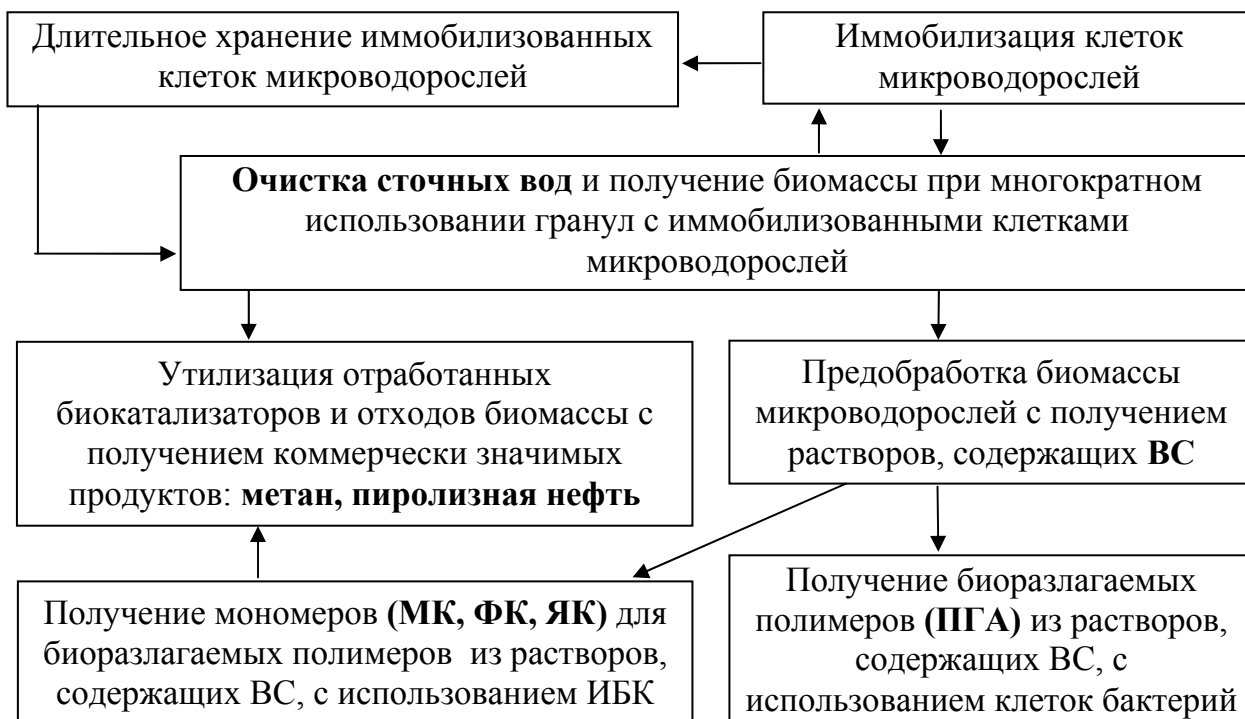 Длительное хранение иммобилизованных
клеток микроводорослей
Иммобилизация клеток
микроводорослей
Очистка сточных вод и получение биомассы при многократном
использовании гранул с иммобилизованными клетками
микроводорослей
Утилизация отработанных
биокатализаторов и отходов биомассы с
получением коммерчески значимых
продуктов: метан, пиролизная нефть
Предобработка биомассы
микроводорослей с получением
растворов, содержащих ВС
Получение мономеров (МК, ФК, ЯК) для
биоразлагаемых полимеров из растворов,
содержащих ВС, с использованием ИБК
Получение биоразлагаемых
полимеров (ПГА) из растворов,
содержащих ВС, с
использованием клеток бактерий